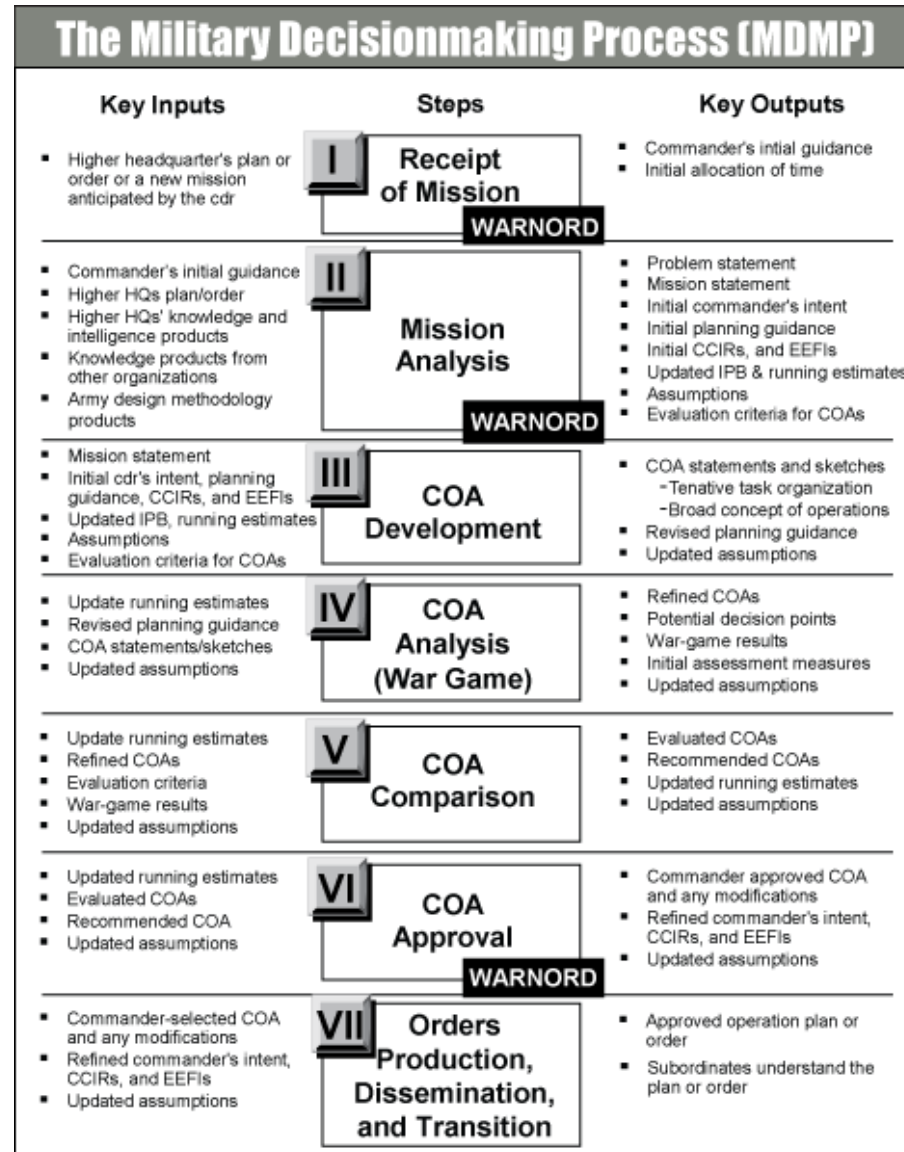 The Military Decisionmaking Process (MDMP)
Key Inputs
Steps
Key Outputs
▪ Higher headquarter's plan or
order or a new mission
anticipated by the cdr
I
Receipt
of Mission
WARNORD
▪ Commander's intial guidance
▪ Initial allocation of time
▪ Commander's initial guidance
▪ Higher HQs plan/order
▪ Higher HQs' knowledge and
intelligence products
▪ Knowledge products from
other organizations
▪ Army design methodology
products
II
Mission
Analysis
WARNORD
▪ Problem statement
▪ Mission statement
▪ Initial commander's intent
▪ Initial planning guidance
▪ Initial CCIRs, and EEFIs
▪ Updated IPB & running estimates
▪ Assumptions
▪ Evaluation criteria for COAs
▪ Mission statement
▪ Initial cdr's intent, planning
guidance, CCIRs, and EEFIs
▪ Updated IPB, running estimates
▪ Assumptions
▪ Evaluation criteria for COAs
III
COA
Development
▪ COA statements and sketches
-Tenative task organization
-Broad concept of operations
▪ Revised planning guidance
▪ Updated assumptions
▪ Update running estimates
▪ Revised planning guidance
▪ COA statements/sketches
▪ Updated assumptions
IV
COA
Analysis
(War Game)
▪ Refined COAs
▪ Potential decision points
▪ War-game results
▪ Initial assessment measures
▪ Updated assumptions
▪ Update running estimates
▪ Refined COAs
▪ Evaluation criteria
▪ War-game results
▪ Updated assumptions
V
COA
Comparison
▪ Evaluated COAs
▪ Recommended COAs
▪ Updated running estimates
▪ Updated assumptions
▪ Updated running estimates
▪ Evaluated COAs
▪ Recommended COA
▪ Updated assumptions
VI
COA
Approval
WARNORD
▪ Commander approved COA
and any modifications
▪ Refined commander's intent,
CCIRs, and EEFIs
▪ Updated assumptions
▪ Commander-selected COA
and any modifications
▪ Refined commander's intent,
CCIRs, and EEFIs
▪ Updated assumptions
VII
Orders
Production,
Dissemination,
and Transition
▪ Approved operation plan or
order
▪ Subordinates understand the
plan or order